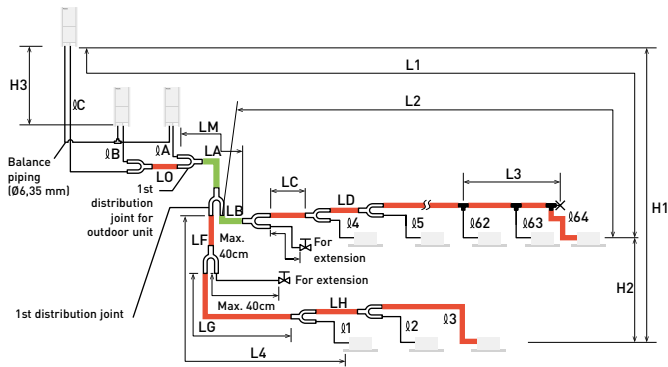 H3
ℓC
L1
L2
LM
ℓB
ℓA
LA
LO
Balance
piping
(Ø6,35 mm)
1st
distribution
joint for
outdoor unit
L3
LC
LD
LB
H1
ℓ4
ℓ5
ℓ62
ℓ63
ℓ64
LF
Max.
40cm
For
extension
For extension
Max. 40cm
H2
1st distribution joint
LG
LH
ℓ1
ℓ2
ℓ3
L4